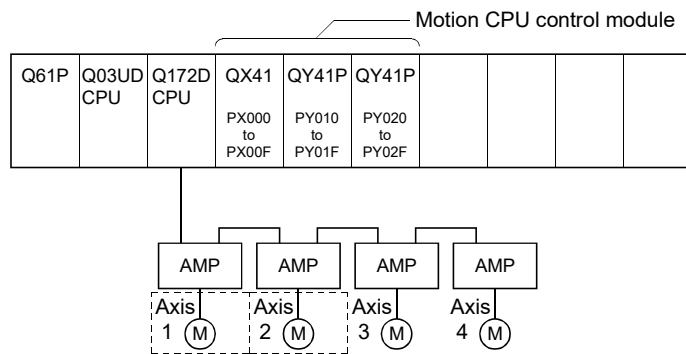 Motion CPU control module
Q61P Q03UD CPU Q172D CPU QX41 QY41P QY41P
PX000 to PX00F PY010 to PY01F PY020 to PY02F
AMP AMP AMP AMP
Axis 1 M Axis 2 M Axis 3 M Axis 4 M